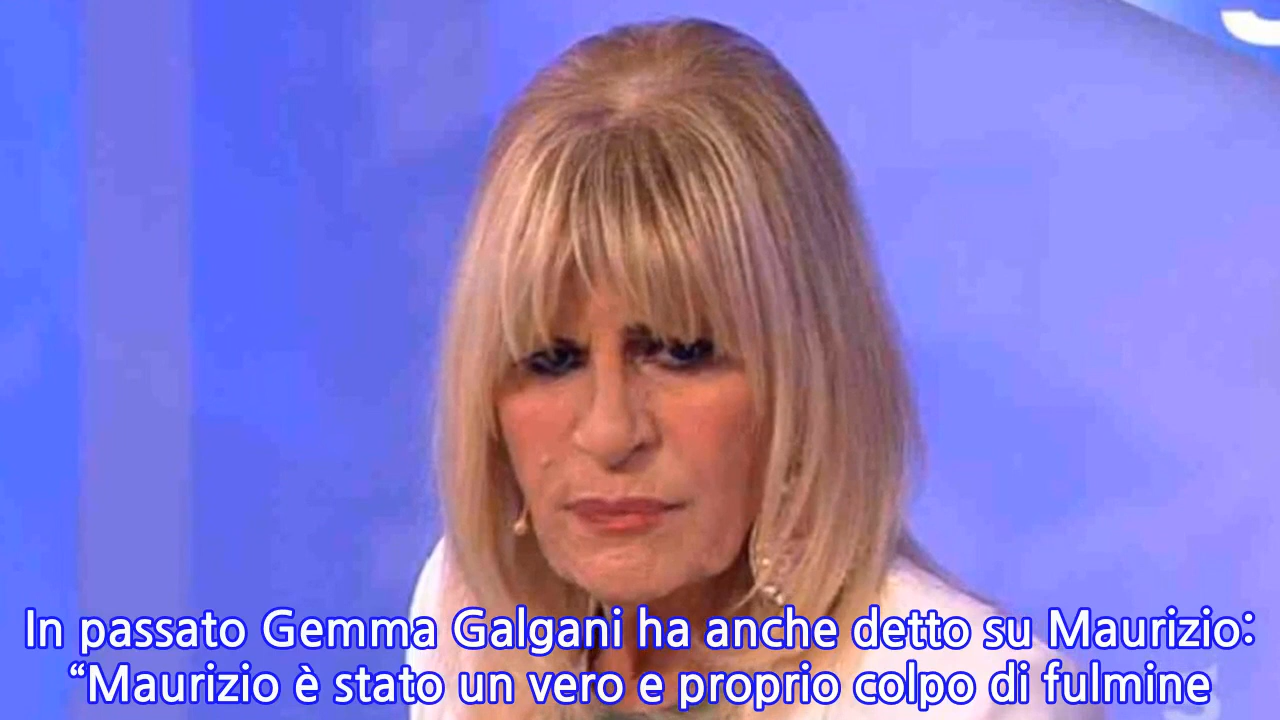 In passato Gemma Galgani ha anche detto su Maurizio:
“Maurizio è stato un vero e proprio colpo di fulmine